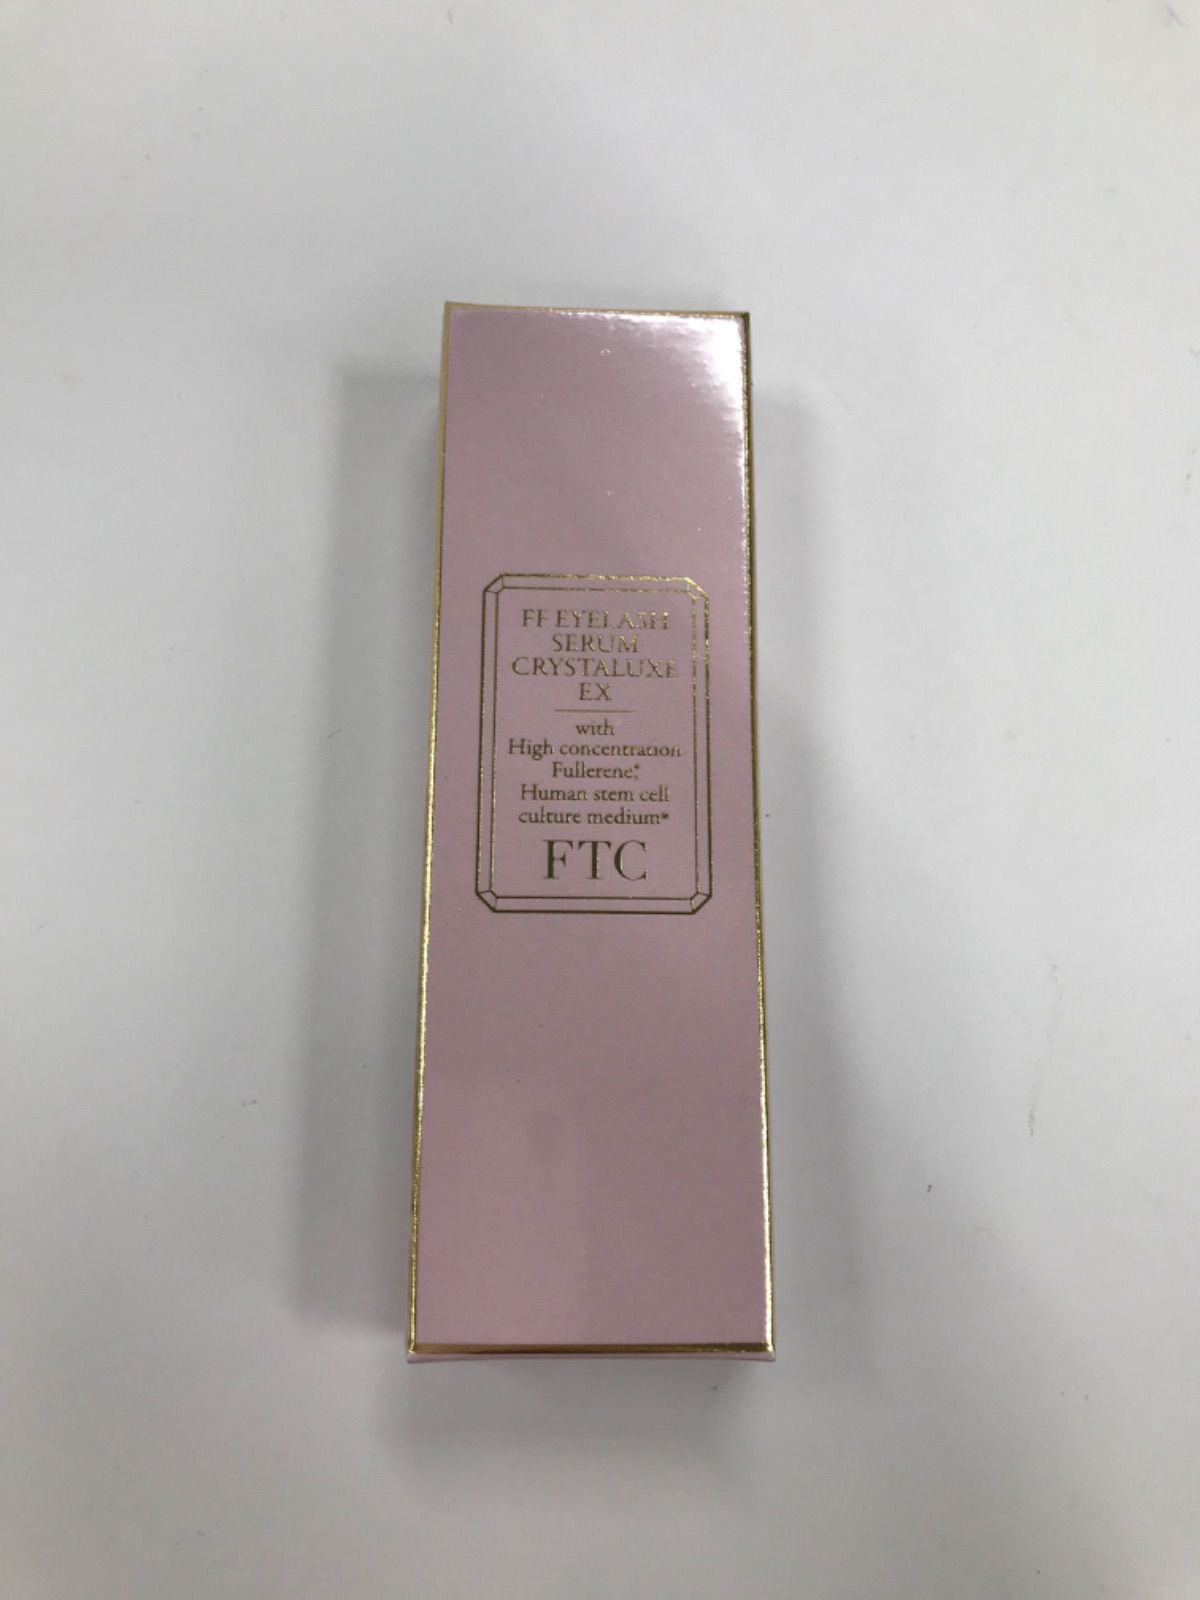 FF EYELASH
SERUM
CRYSTALUXE
EX
with
High concentration
Fullerene,*
Human stem cell
culture medium*
FTC